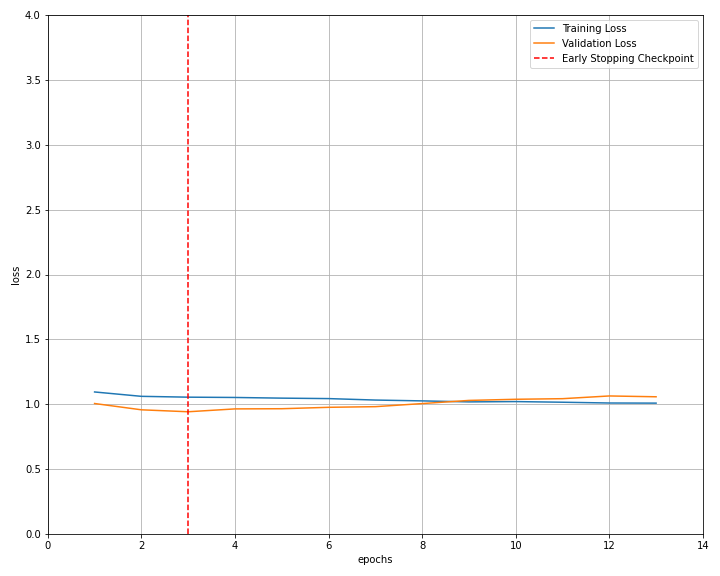 4.0
3.5
3.0
2.5
2.0
1.5
1.0
0.5
0.0
loss
Training Loss
Validation Loss
Early Stopping Checkpoint
0 2 4 6 8 10 12 14
epochs